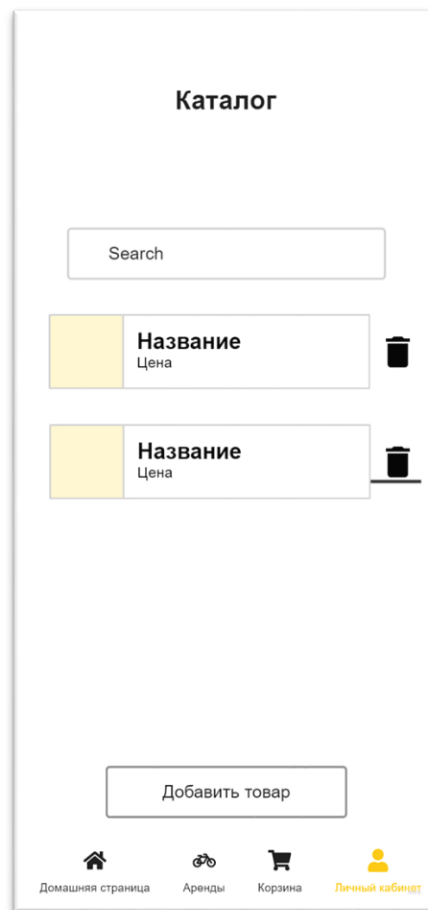 Каталог
Search
Название
Цена
Название
Цена
Добавить товар
Домашняя страница
Аренды
Корзина
Личный кабинет